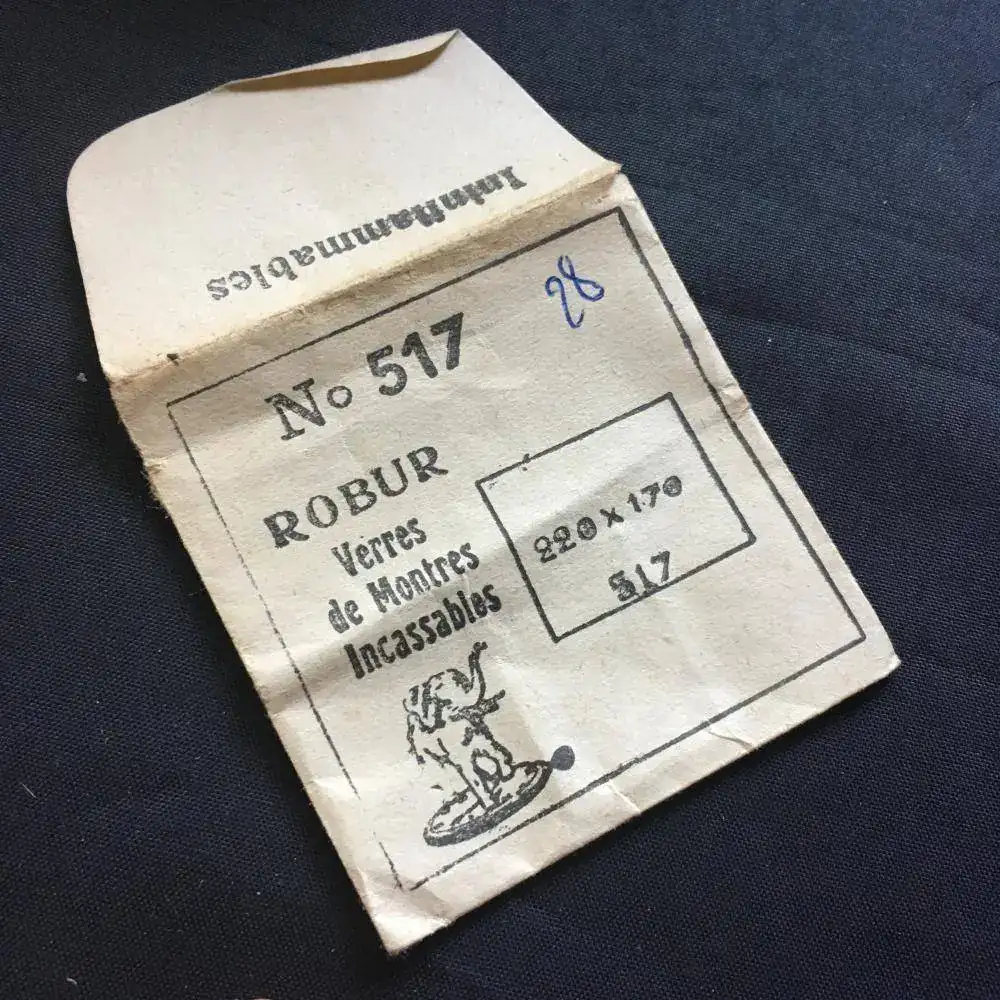 Ininflammables
28
No 517
ROBUR
Verres
de Montres
Incassables
220 x 170
517